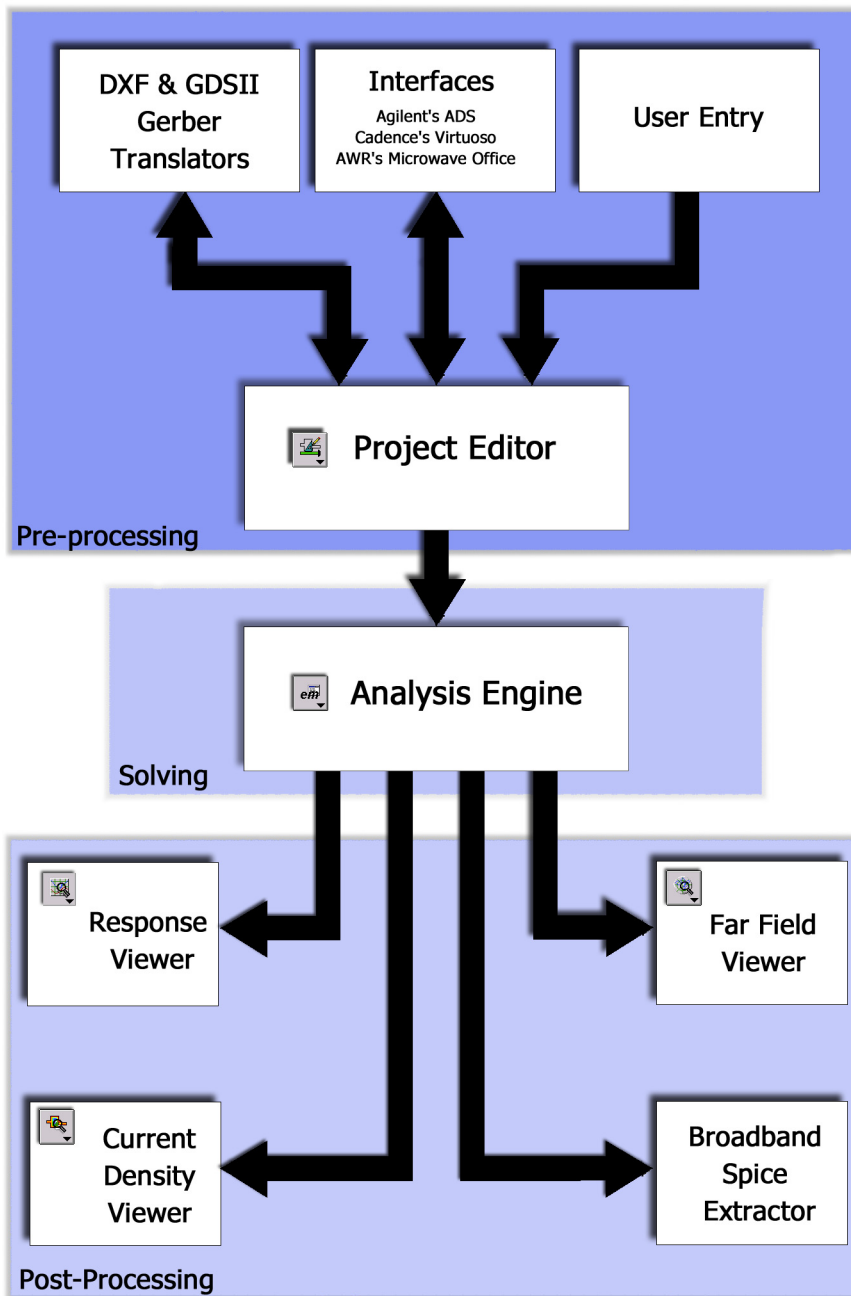 DXF & GDSII
Gerber
Translators
Interfaces
Agilent's ADS
Cadence's Virtuoso
AWR's Microwave Office
User Entry
Project Editor
Pre-processing
em
Analysis Engine
Solving
Response
Viewer
Far Field
Viewer
Current
Density
Viewer
Broadband
Spice
Extractor
Post-Processing